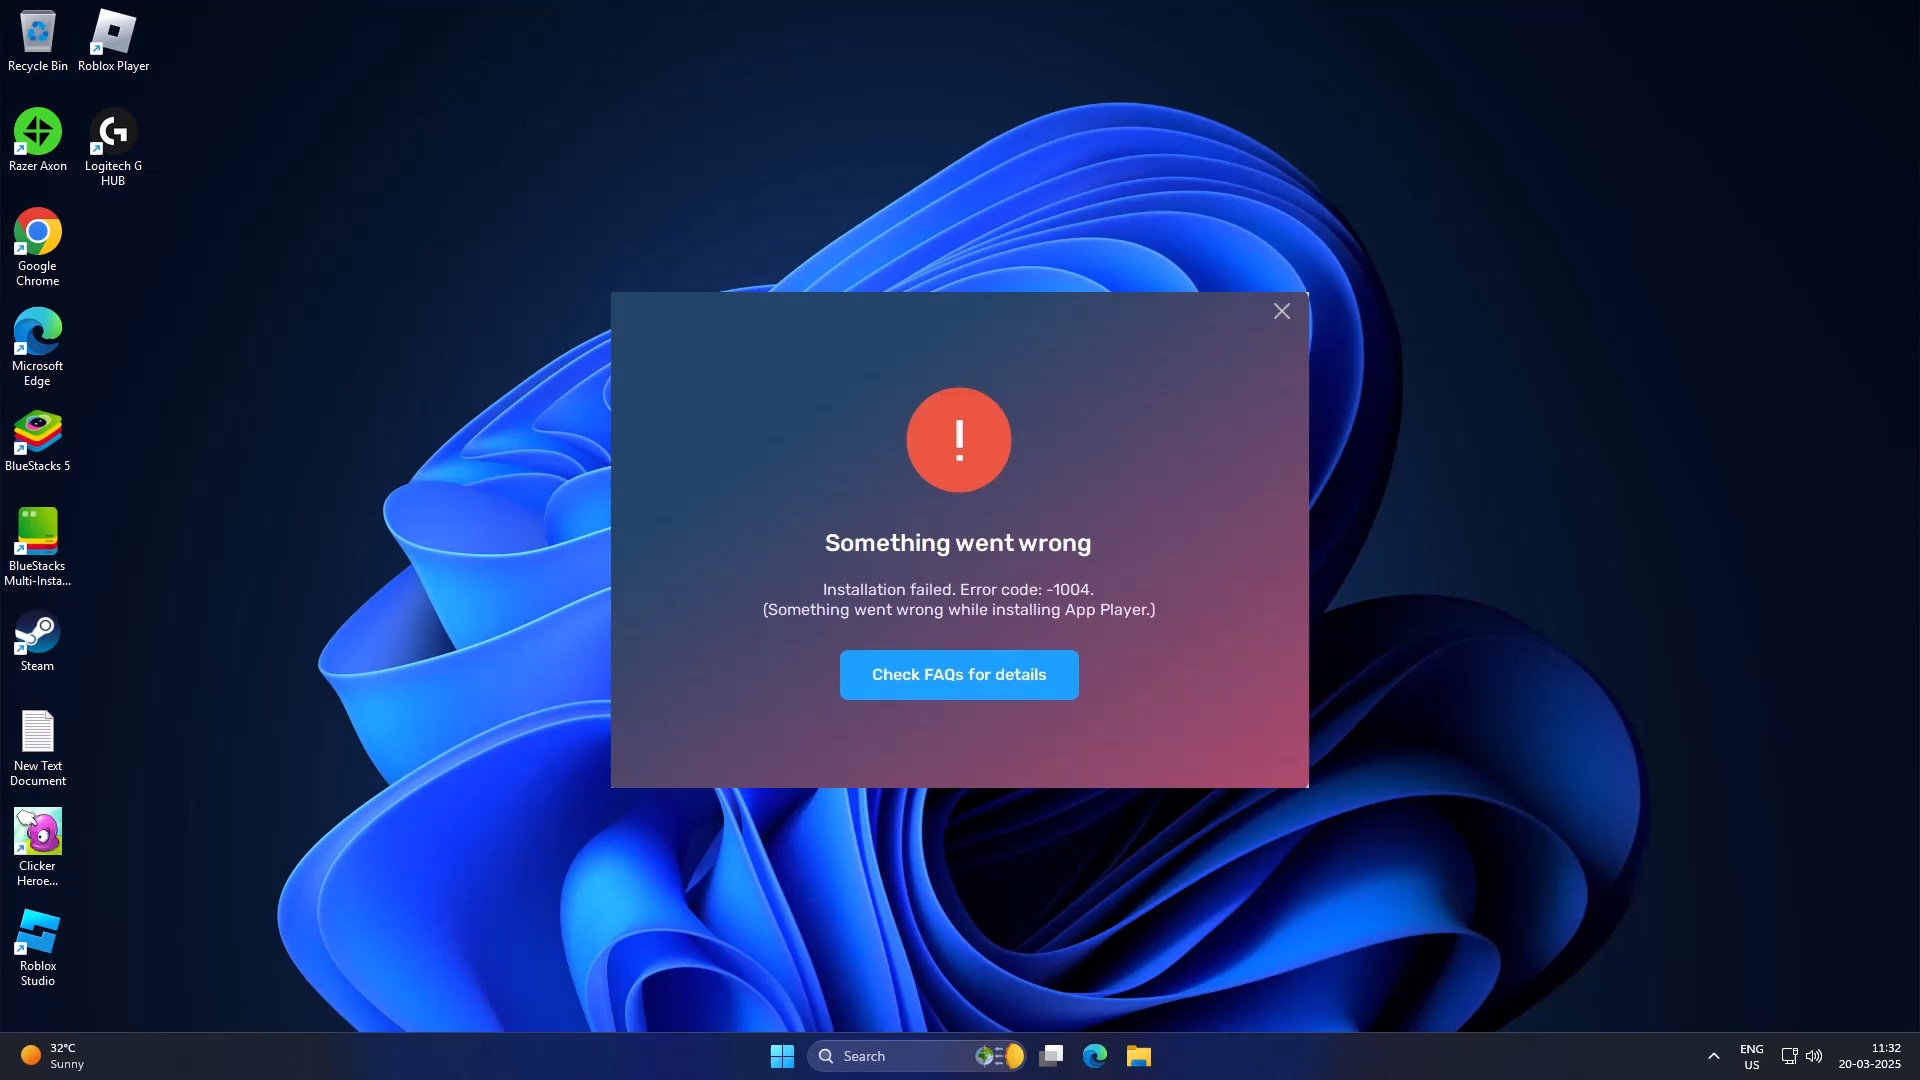 Recycle Bin
Roblox Player
Razer Axon
Logitech G
HUB
Google
Chrome
Microsoft
Edge
BlueStacks 5
BlueStacks
Multi-Insta...
Steam
New Text
Document
Clicker
Heroe...
Roblox
Studio
!
Something went wrong
Installation failed. Error code: -1004.
(Something went wrong while installing App Player.)
Check FAQs for details
32°C
Sunny
Search
ENG
US
11:32
20-03-2025